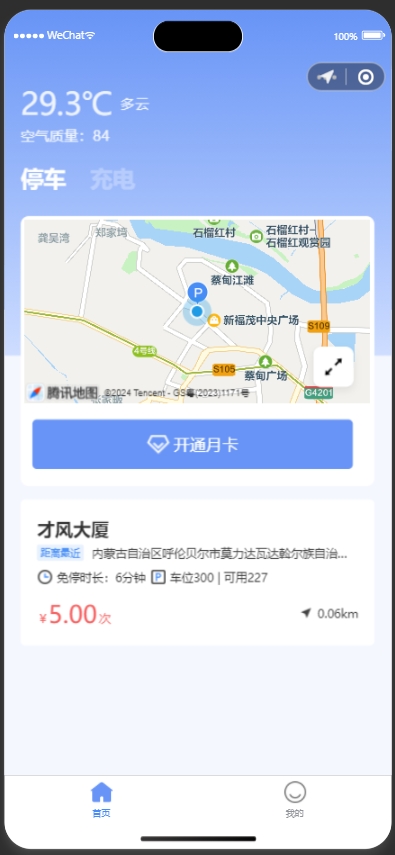 WeChat
100%
29.3℃ 多云
空气质量：84
停车 充电
龚吴湾
郑家埼
石榴红村
石榴红村-
石榴红观赏园
蔡甸江滩
P
新福茂中央广场
S109
4号线
S105
蔡甸广场
腾讯地图 ©2024 Tencent - GS粤(2023)1171号
G4201
开通月卡
才风大厦
距离最近 内蒙古自治区呼伦贝尔市莫力达瓦达斡尔族自治...
免停时长：6分钟 P 车位300 | 可用227
¥5.00次
0.06km
首页
我的